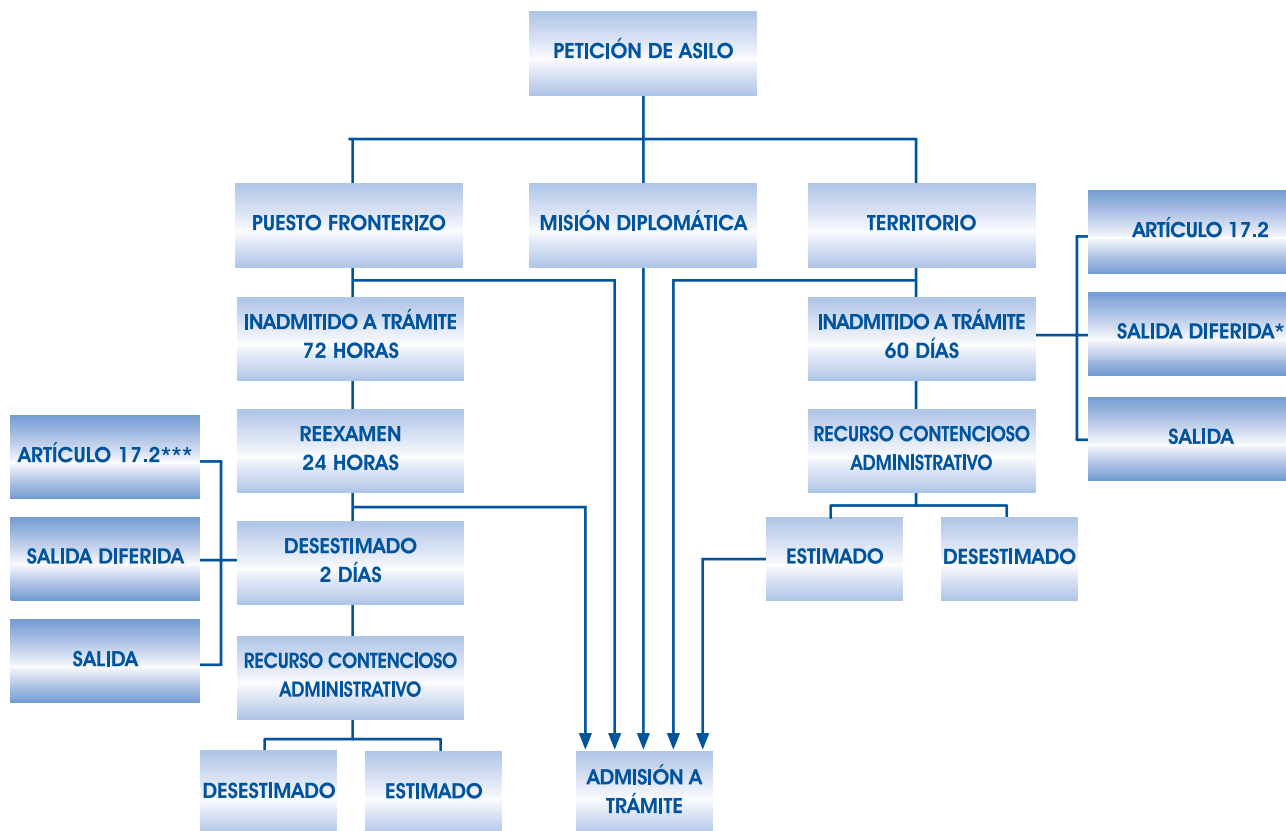 PETICIÓN DE ASILO
PUESTO FRONTERIZO
MISIÓN DIPLOMÁTICA
TERRITORIO
ARTÍCULO 17.2
SALIDA DIFERIDA*
SALIDA
INADMITIDO A TRÁMITE
72 HORAS
INADMITIDO A TRÁMITE
60 DÍAS
REEXAMEN
24 HORAS
RECURSO CONTENCIOSO
ADMINISTRATIVO
ARTÍCULO 17.2***
SALIDA DIFERIDA
SALIDA
DESESTIMADO
2 DÍAS
ESTIMADO
DESESTIMADO
RECURSO CONTENCIOSO
ADMINISTRATIVO
DESESTIMADO
ESTIMADO
ADMISIÓN A
TRÁMITE